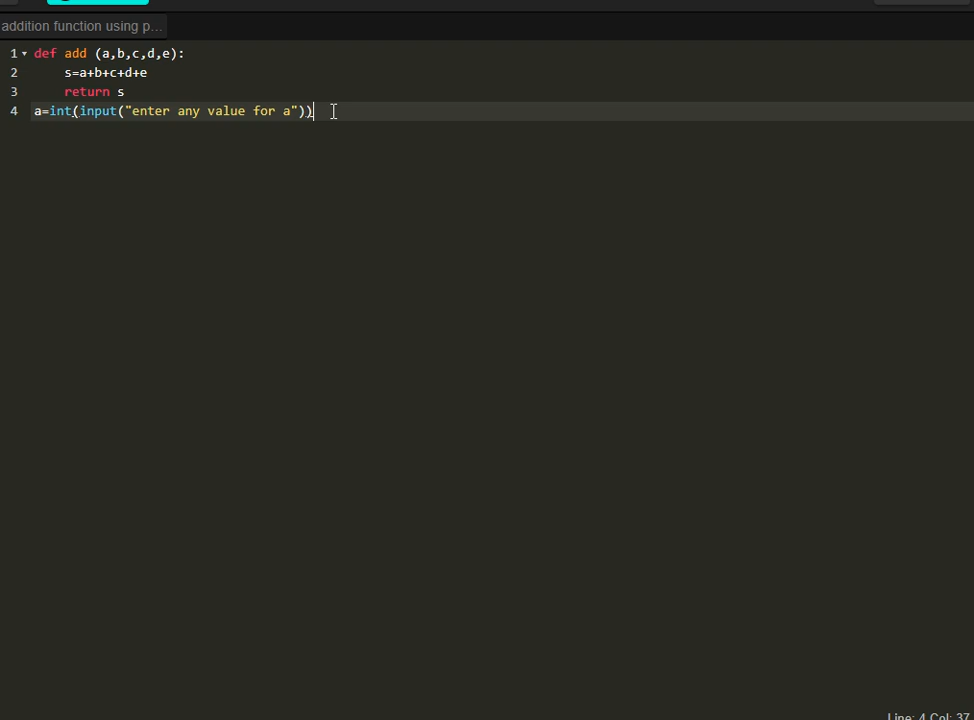 addition function using p...
1 def add (a,b,c,d,e):
2 s=a+b+c+d+e
3 return s
4 a=int(input("enter any value for a"))
Line: 4 Col: 37